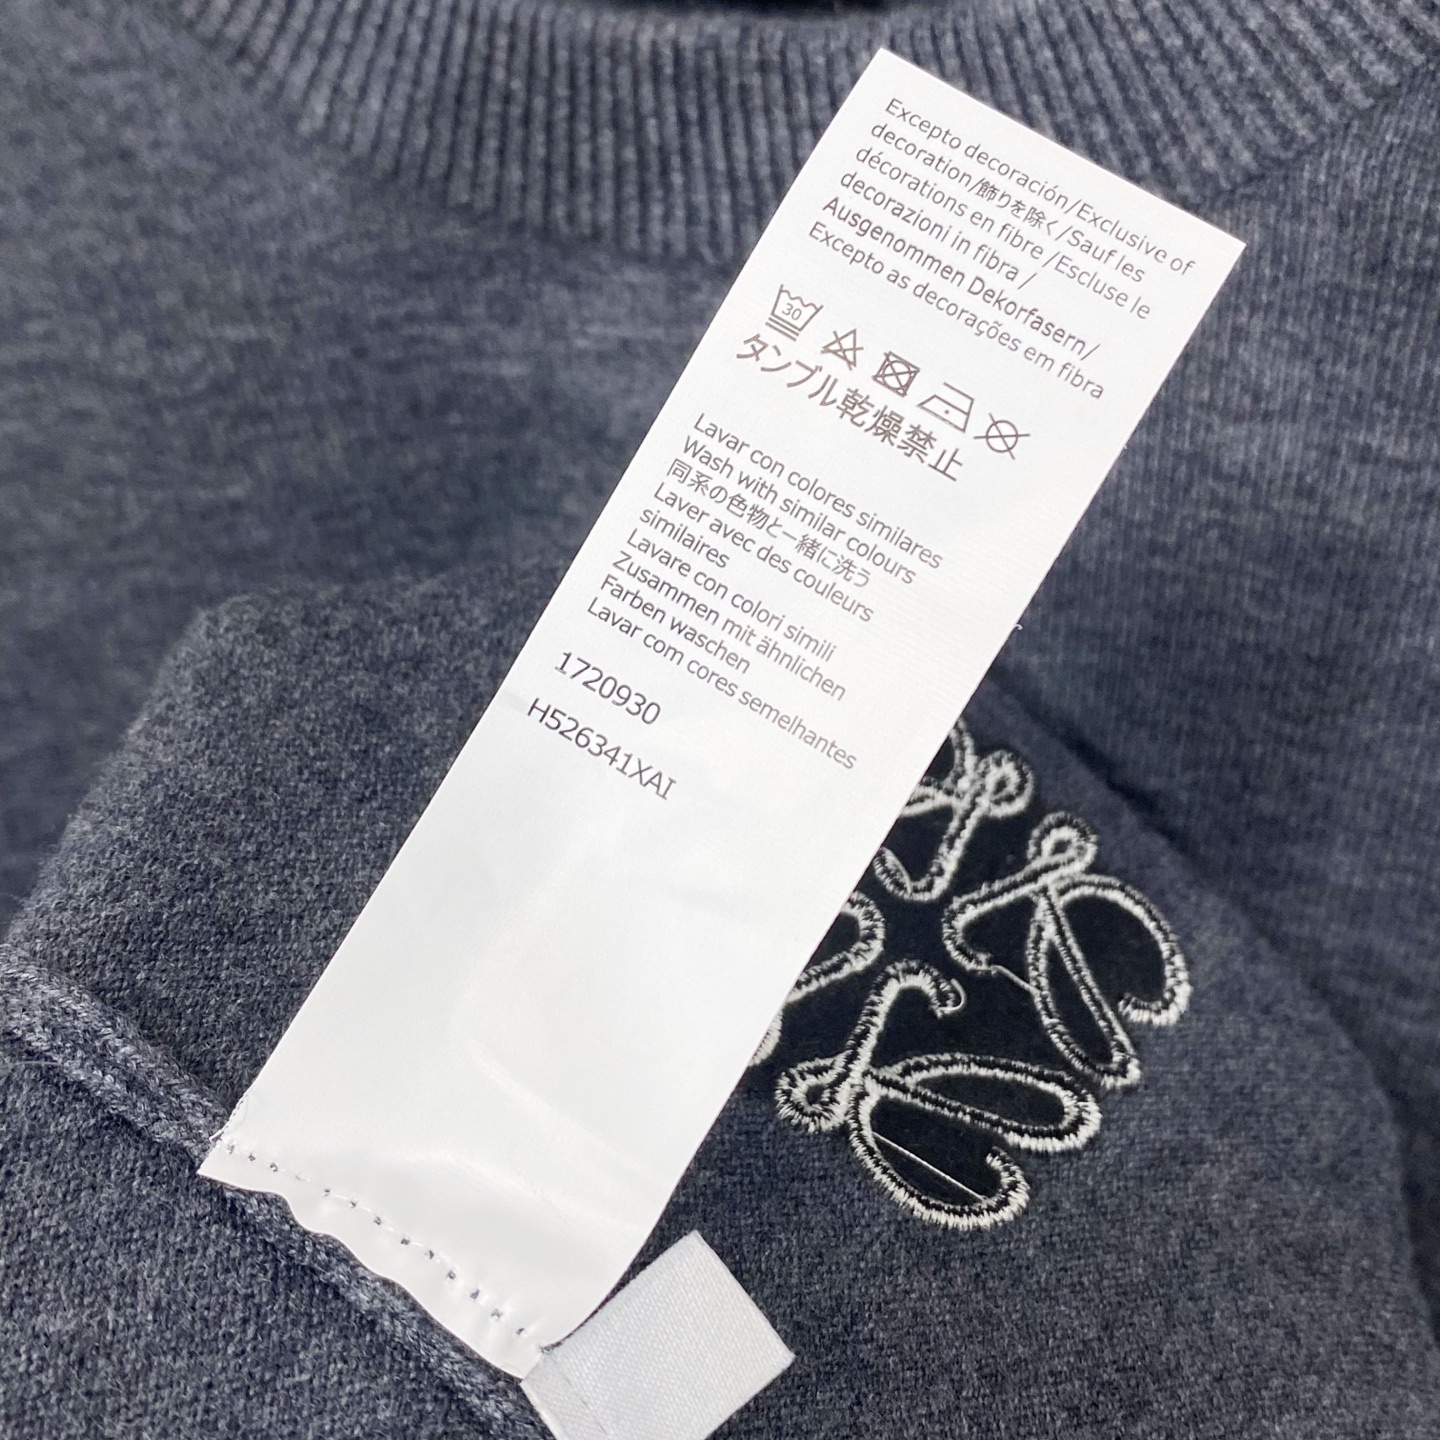 Excepto decoración/Exclusive of
decoration/飾りを除く/Sauf les
décorations en fibre /Escluse le
decorazioni in fibra /
Ausgenommen Dekorfasern/
Excepto as decorações em fibra
30
タンブル乾燥禁止
Lavar con colores similares
Wash with similar colours
同系の色物と一緒に洗う
Laver avec des couleurs
similaires
Lavare con colori simili
Zusammen mit ähnlichen
Farben waschen
Lavar com cores semelhantes
1720930
H526341XAI